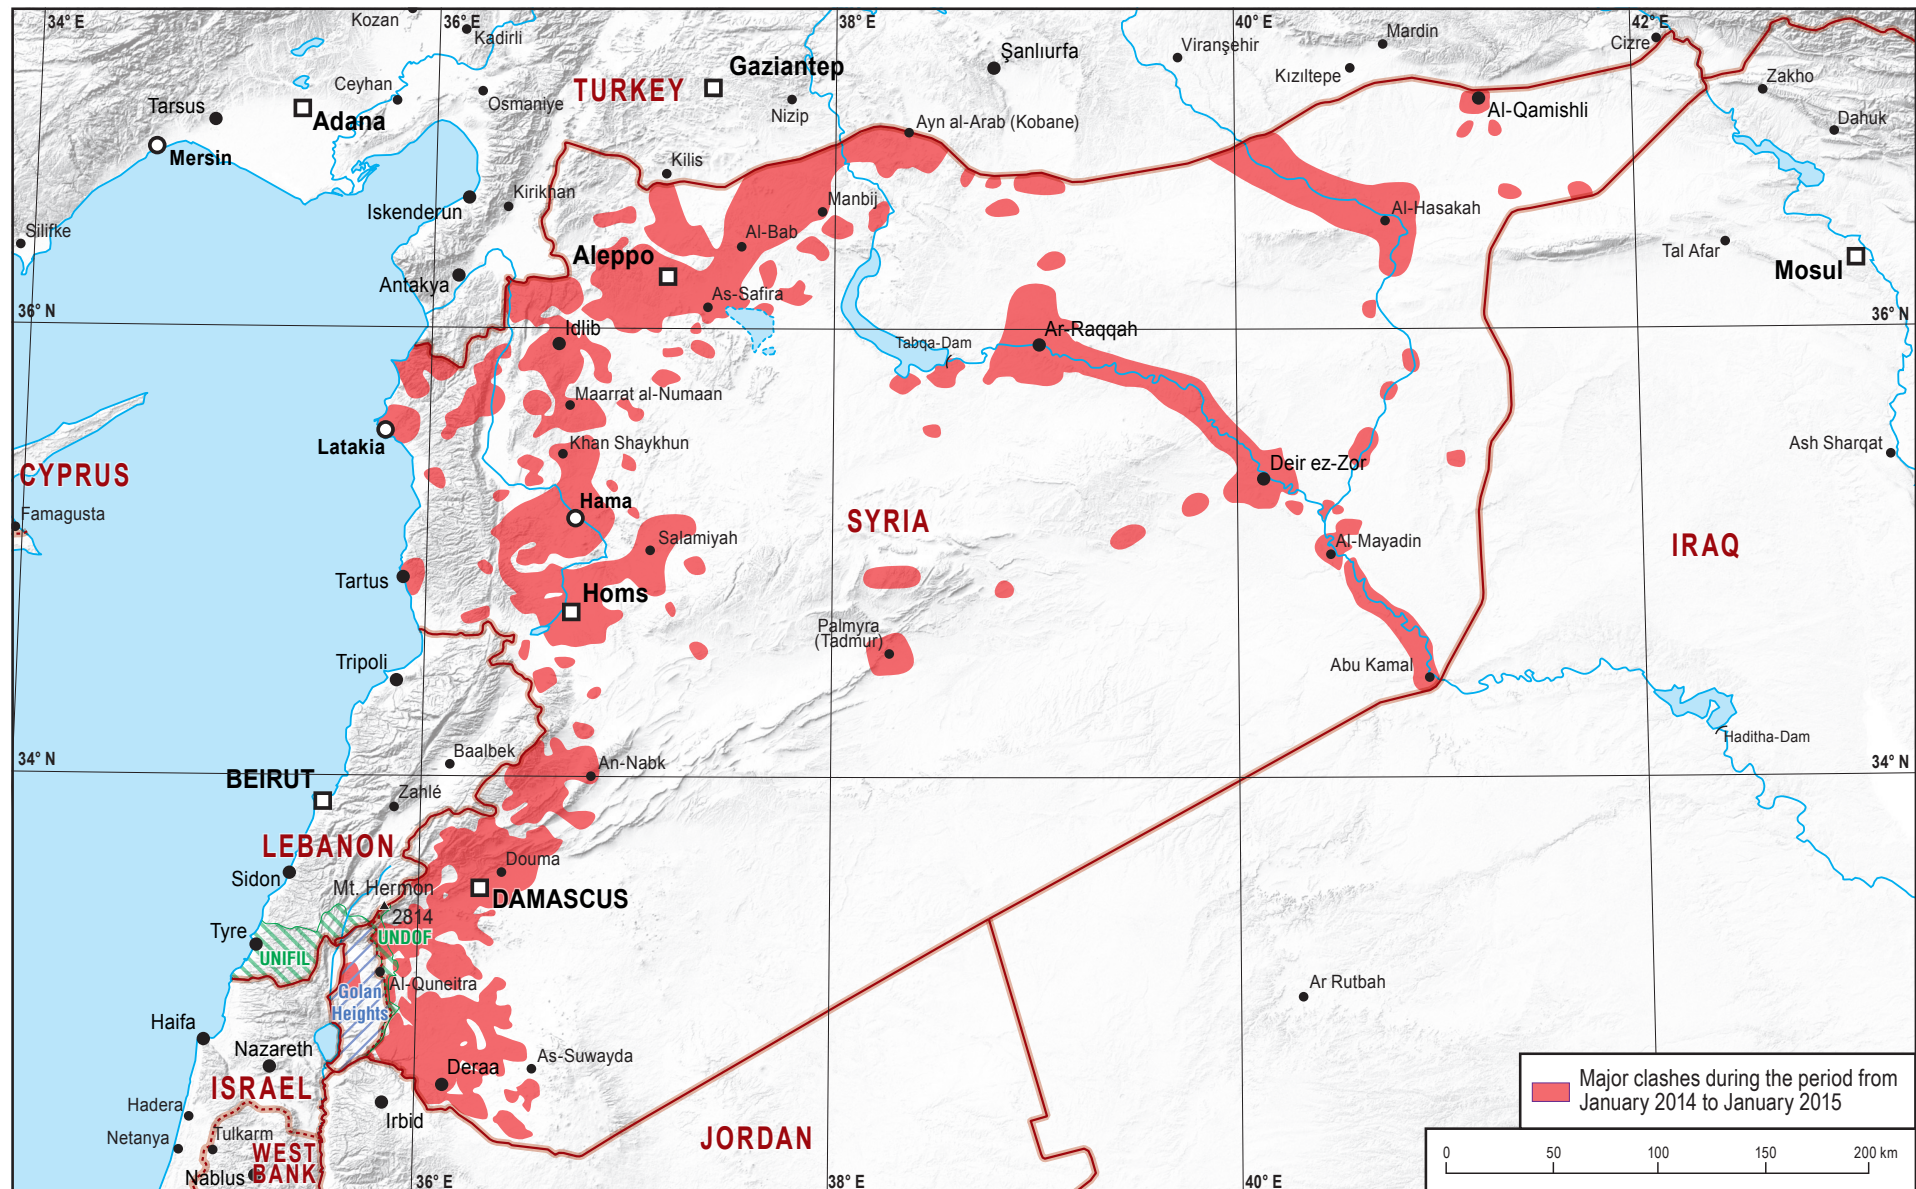 34° E
36° E
38° E
40° E
42° E
Kozan
Kadirli
Şanlıurfa
Viranşehir
Mardin
Cizre
Gaziantep
TURKEY
Kızıltepe
Zakho
Ceyhan
Osmaniye
Tarsus
Adana
Nizip
Al-Qamishli
Dahuk
Ayn al-Arab (Kobane)
Mersin
Kilis
Kirikhan
Iskenderun
Manbij
Al-Hasakah
Silifke
Al-Bab
Tal Afar
Aleppo
Mosul
Antakya
As-Safira
36° N
36° N
Idlib
Ar-Raqqah
Tabqa-Dam
Maarrat al-Numaan
Latakia
Khan Shaykhun
Ash Sharqat
Deir ez-Zor
CYPRUS
Hama
Famagusta
SYRIA
Salamiyah
Al-Mayadin
IRAQ
Tartus
Homs
Palmyra
(Tadmur)
Tripoli
Abu Kamal
Haditha-Dam
Baalbek
34° N
An-Nabk
34° N
BEIRUT
Zahlé
LEBANON
Douma
Sidon
Mt. Hermon
DAMASCUS
2814
Tyre
UNDOF
UNIFIL
Al-Quneitra
Golan
Heights
Ar Rutbah
Haifa
Nazareth
As-Suwayda
Deraa
ISRAEL
Hadera
Irbid
Netanya
Tulkarm
JORDAN
WEST
BANK
Nablus
36° E
38° E
40° E
Major clashes during the period from
January 2014 to January 2015
0 50 100 150 200 km